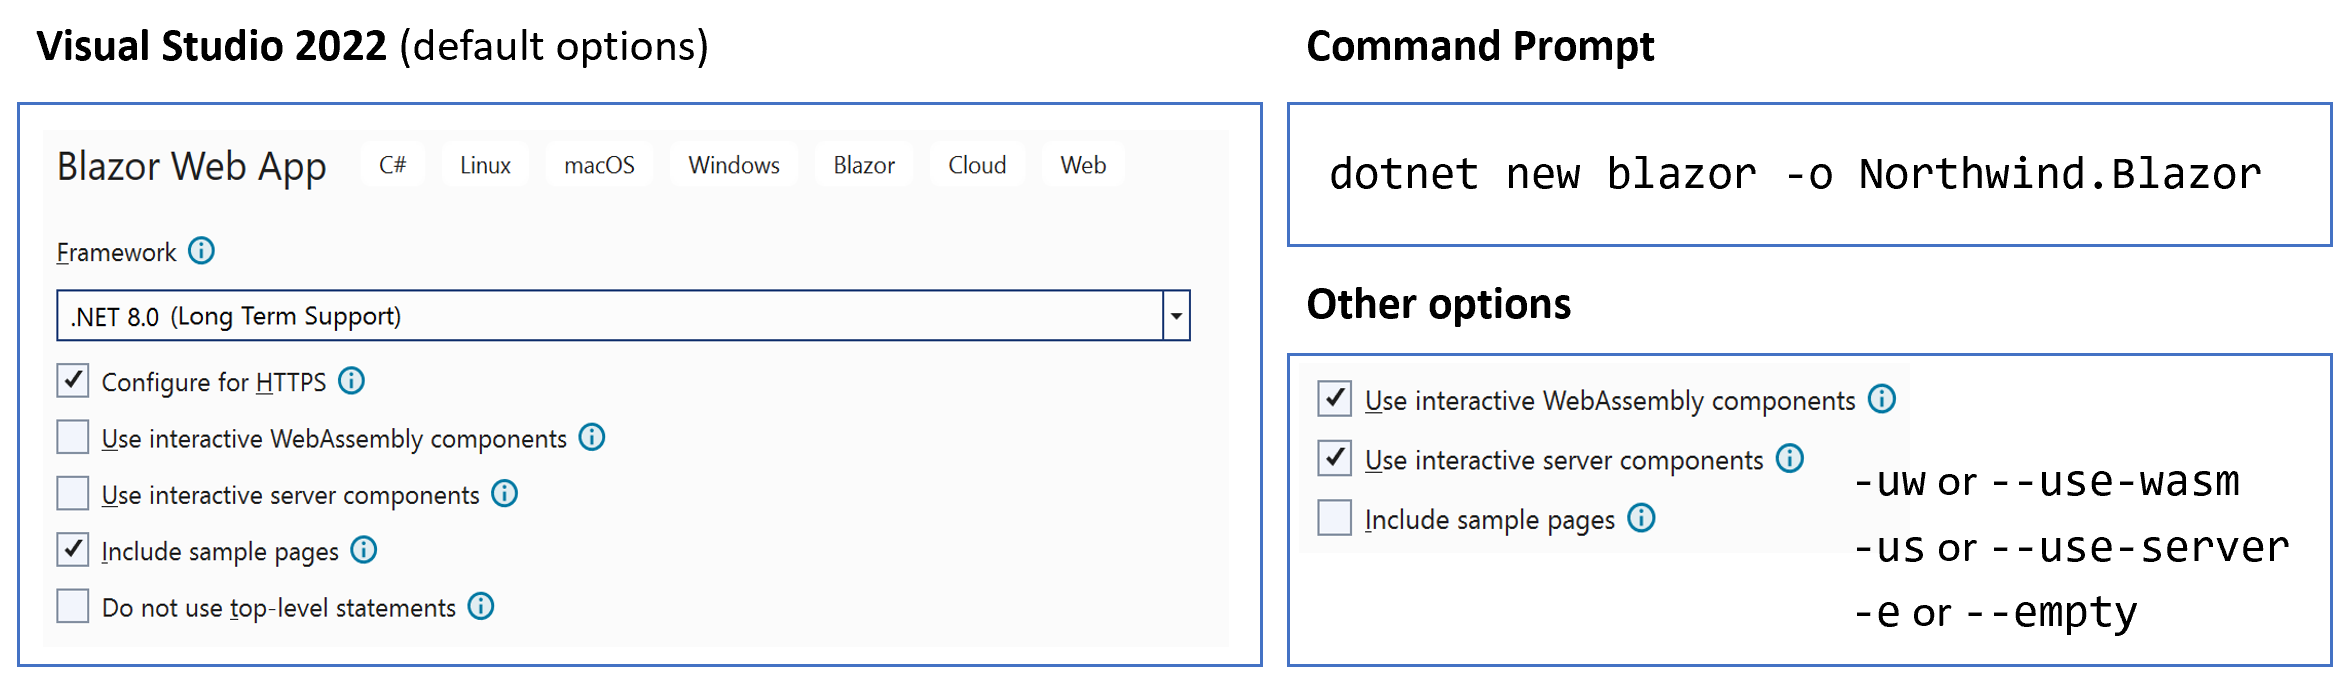 Visual Studio 2022 (default options)
Blazor Web App C# Linux macOS Windows Blazor Cloud Web
Framework
.NET 8.0 (Long Term Support)
Configure for HTTPS
Use interactive WebAssembly components
Use interactive server components
Include sample pages
Do not use top-level statements
Command Prompt
dotnet new blazor -o Northwind.Blazor
Other options
Use interactive WebAssembly components
Use interactive server components
Include sample pages
-uw or --use-wasm
-us or --use-server
-e or --empty